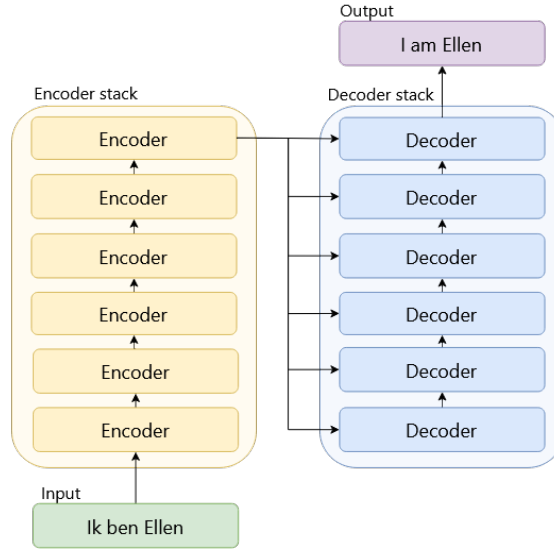 Output
I am Ellen
Encoder stack
Decoder stack
Encoder
Encoder
Encoder
Encoder
Encoder
Encoder
Decoder
Decoder
Decoder
Decoder
Decoder
Decoder
Input
Ik ben Ellen